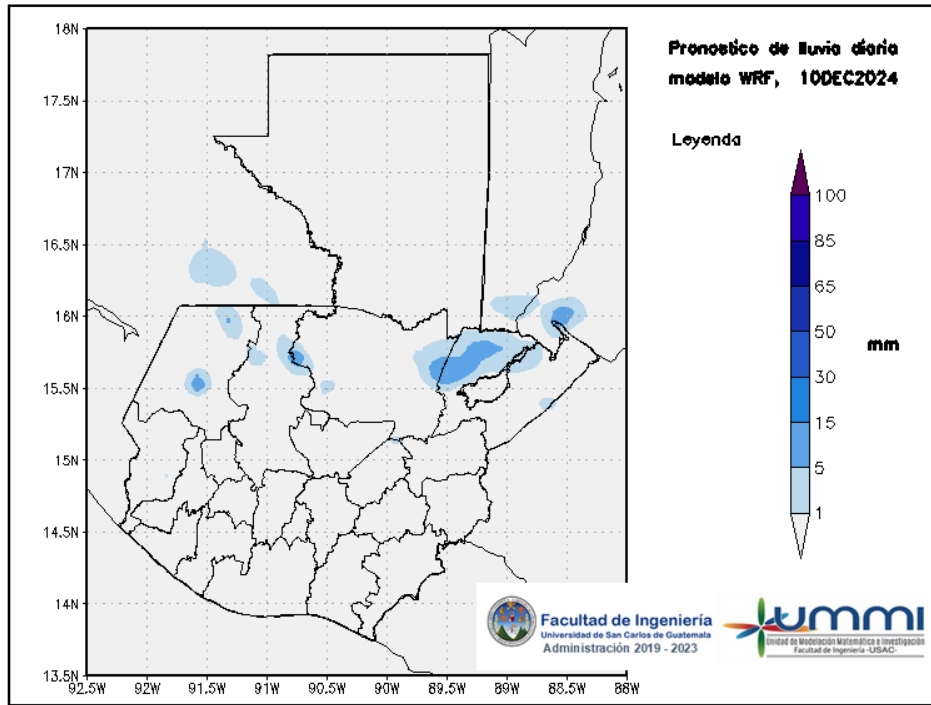 Pronostico de lluvia diaria
modelo WRF, 10DEC2024
Leyenda
100
85
65
50
30
15
5
1
mm
18N
17.5N
17N
16.5N
16N
15.5N
15N
14.5N
14N
13.5N
92.5W 92W 91.5W 91W 90.5W 90W 89.5W 89W 88.5W 88W
Facultad de Ingeniería
Universidad de San Carlos de Guatemala
Administración 2019 - 2023
UMMI
Unidad de Modelación Matemática e Investigación
Facultad de Ingeniería -USAC-